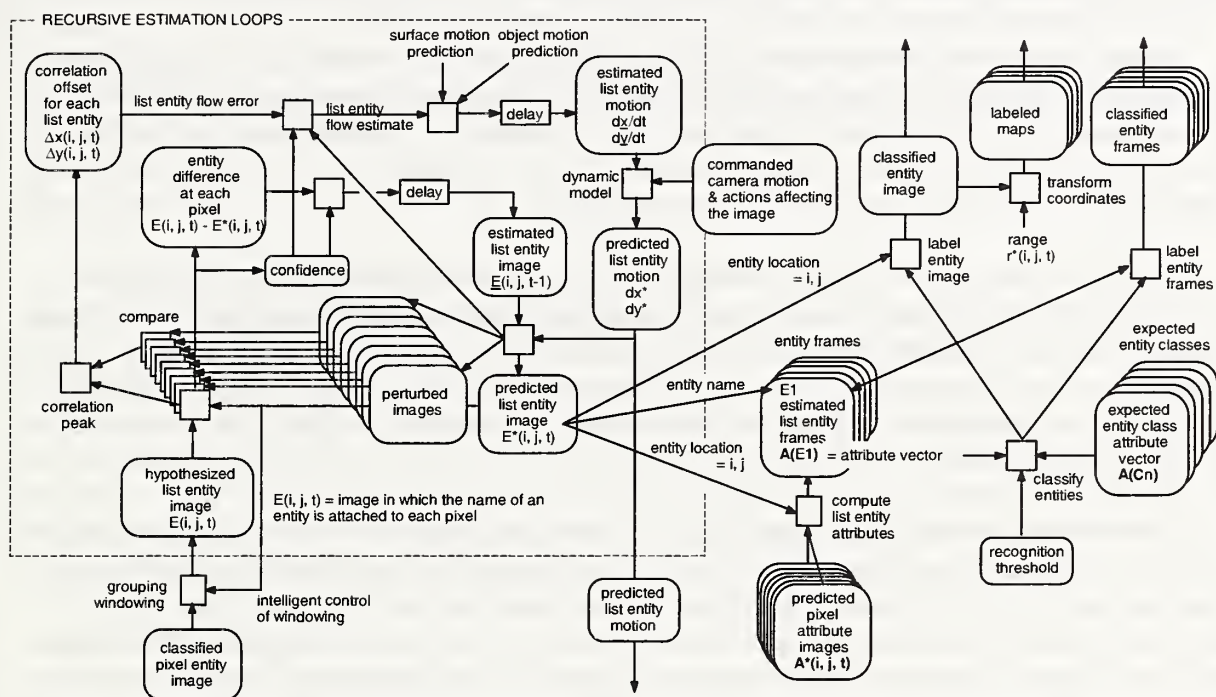 RECURSIVE ESTIMATION LOOPS
surface motion
prediction
object motion
prediction
correlation
offset
for each
list entity
Δx(i, j, t)
Δy(i, j, t)
list entity flow error
list entity
flow estimate
delay
estimated
list entity
motion
dx/dt
dy/dt
entity
difference
at each
pixel
E(i, j, t) - E*(i, j, t)
delay
dynamic
model
commanded
camera motion
& actions affecting
the image
confidence
estimated
list entity
image
E(i, j, t-1)
predicted
list entity
motion
dx*
dy*
compare
correlation
peak
perturbed
images
predicted
list entity
image
E*(i, j, t)
hypothesized
list entity
image
E(i, j, t)
E(i, j, t) = image in which the name of an
entity is attached to each pixel
grouping
windowing
intelligent control
of windowing
classified
pixel entity
image
predicted
list entity
motion
classified
entity
image
labeled
maps
classified
entity
frames
transform
coordinates
range
r*(i, j, t)
label
entity
image
label
entity
frames
entity location
= i, j
entity frames
entity name
E1
estimated
list entity
frames
A(E1) = attribute vector
entity location
= i, j
expected
entity classes
expected
entity class
attribute
vector
A(Cn)
classify
entities
compute
list entity
attributes
recognition
threshold
predicted
pixel
attribute
images
A*(i, j, t)